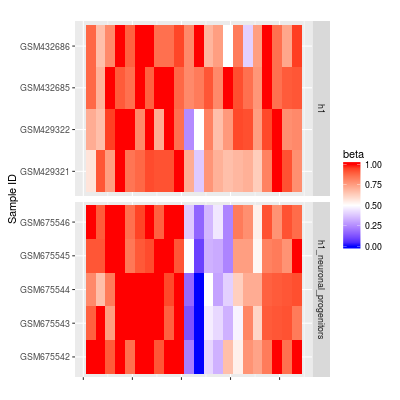 GSM432686
GSM432685
GSM429322
GSM429321
h1
GSM675546
GSM675545
GSM675544
GSM675543
GSM675542
h1_neuronal_progenitors
Sample ID
beta
1.00
0.75
0.50
0.25
0.00